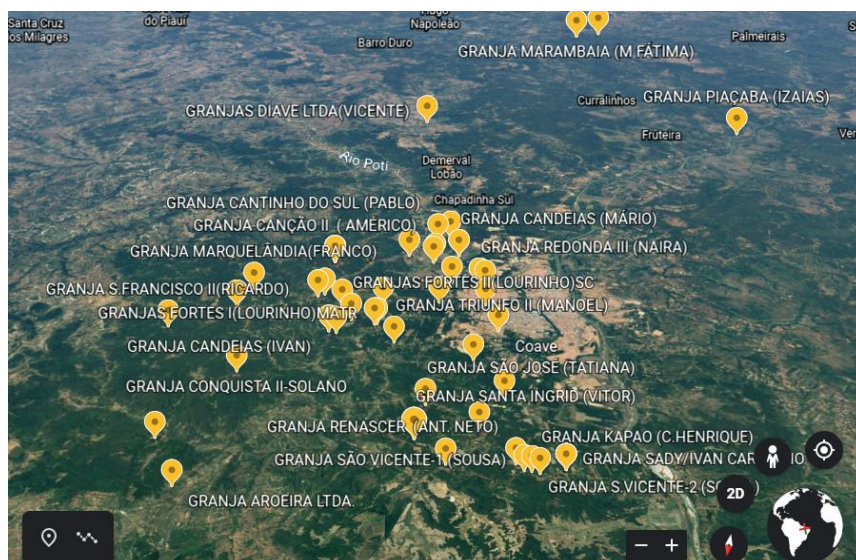 Santa Cruz
dos Milagres
do Piauí
Napoleão
Barro Duro
GRANJA MARAMBAIA (M.FÁTIMA)
Palmeirais
GRANJAS DIAVE LTDA(VICENTE)
Curralinhos
GRANJA PIAÇABA (IZAIAS)
Fruteira
Rio Poti
Demerval
Lobão
GRANJA CANTINHO DO SUL (PABLO)
Chapadinha Sul
GRANJA CANÇÃO II ( AMÉRICO)
GRANJA CANDEIAS (MÁRIO)
GRANJA MARQUELÂNDIA(FRANCO)
GRANJA REDONDA III (NAIRA)
GRANJA S.FRANCISCO II(RICARDO)
GRANJAS FORTES II(LOURINHO)SC
GRANJAS FORTES I(LOURINHO)MATR
GRANJA TRIUNFO II (MANOEL)
GRANJA CANDEIAS (IVAN)
Coave
GRANJA SÃO JOSE (TATIANA)
GRANJA CONQUISTA II-SOLANO
GRANJA SANTA INGRID (VITOR)
GRANJA RENASCER (ANT. NETO)
GRANJA KAPAO (C.HENRIQUE)
GRANJA SÃO VICENTE-1 (SOUSA)
GRANJA SADY/IVAN CAR
GRANJA S.VICENTE-2
GRANJA AROEIRA LTDA.
2D